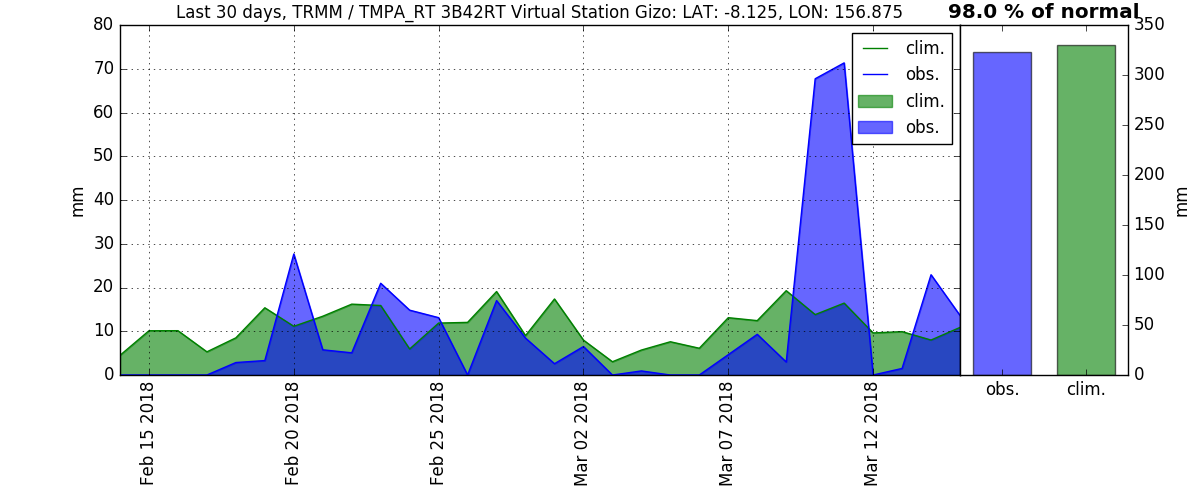 Last 30 days, TRMM / TMPA_RT 3B42RT Virtual Station Gizo: LAT: -8.125, LON: 156.875
98.0 % of normal
80
70
60
50
40
30
20
10
0
mm
clim.
obs.
clim.
obs.
350
300
250
200
150
100
50
0
mm
obs.
clim.
Feb 15 2018
Feb 20 2018
Feb 25 2018
Mar 02 2018
Mar 07 2018
Mar 12 2018